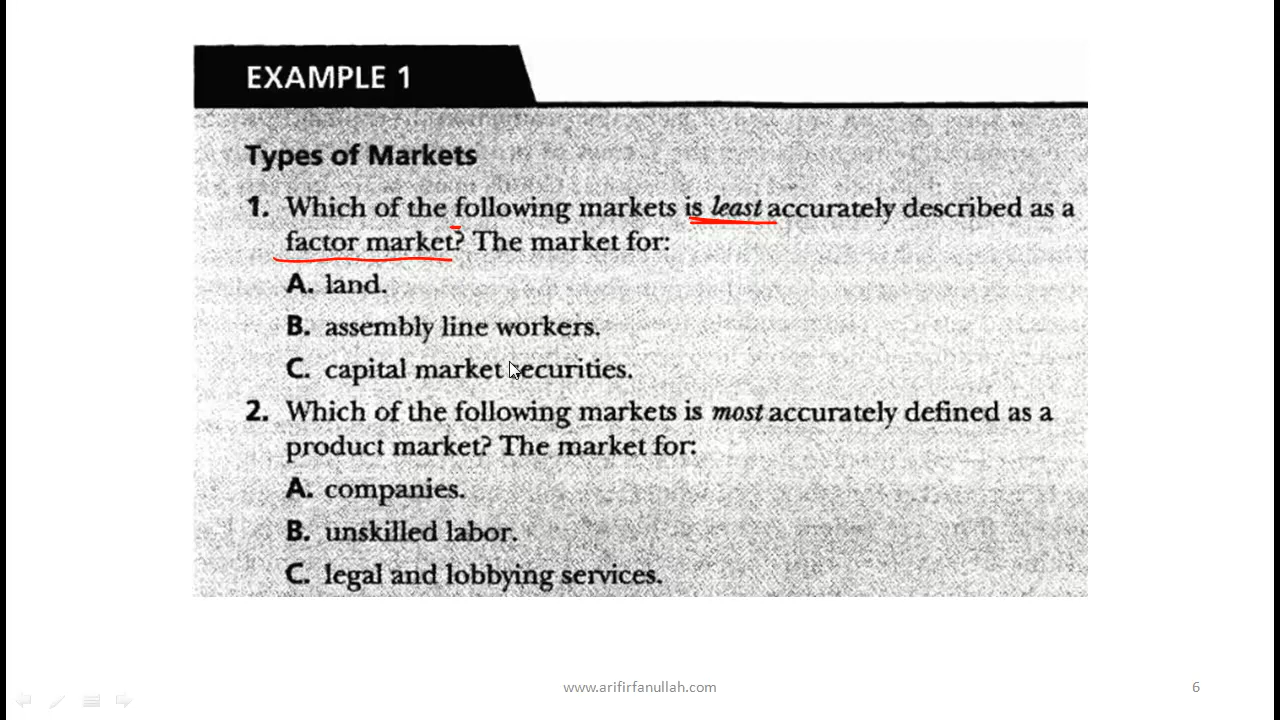 EXAMPLE 1
Types of Markets
1. Which of the following markets is least accurately described as a
factor market? The market for:
A. land.
B. assembly line workers.
C. capital market securities.
2. Which of the following markets is most accurately defined as a
product market? The market for:
A. companies.
B. unskilled labor.
C. legal and lobbying services.
www.arifirfanullah.com
6